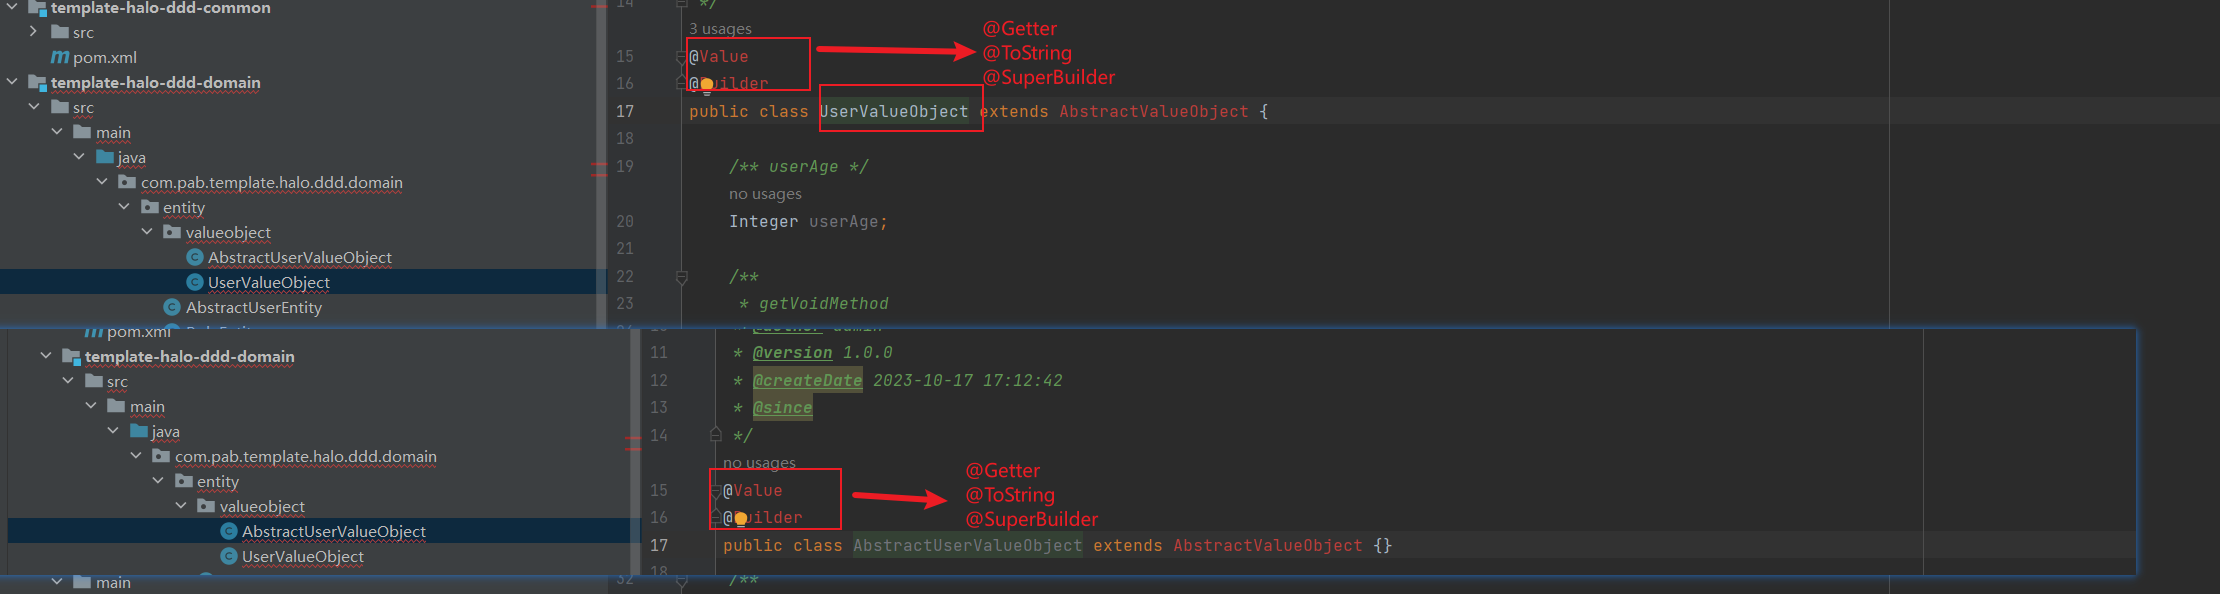 template-halo-ddd-common
src
pom.xml
template-halo-ddd-domain
src
main
java
com.pab.template.halo.ddd.domain
entity
valueobject
AbstractUserValueObject
UserValueObject
AbstractUserEntity
14 */
3 usages
15 @Value
16 @Builder
17 public class UserValueObject extends AbstractValueObject {
18
19 /** userAge */
no usages
20 Integer userAge;
21
22 /**
23 * getVoidMethod
@Getter
@ToString
@SuperBuilder
pom.xml
template-halo-ddd-domain
src
main
java
com.pab.template.halo.ddd.domain
entity
valueobject
AbstractUserValueObject
UserValueObject
11 * @version 1.0.0
12 * @createDate 2023-10-17 17:12:42
13 * @since
14 */
no usages
15 @Value
16 @Builder
17 public class AbstractUserValueObject extends AbstractValueObject {}
18
@Getter
@ToString
@SuperBuilder
main
32 /**